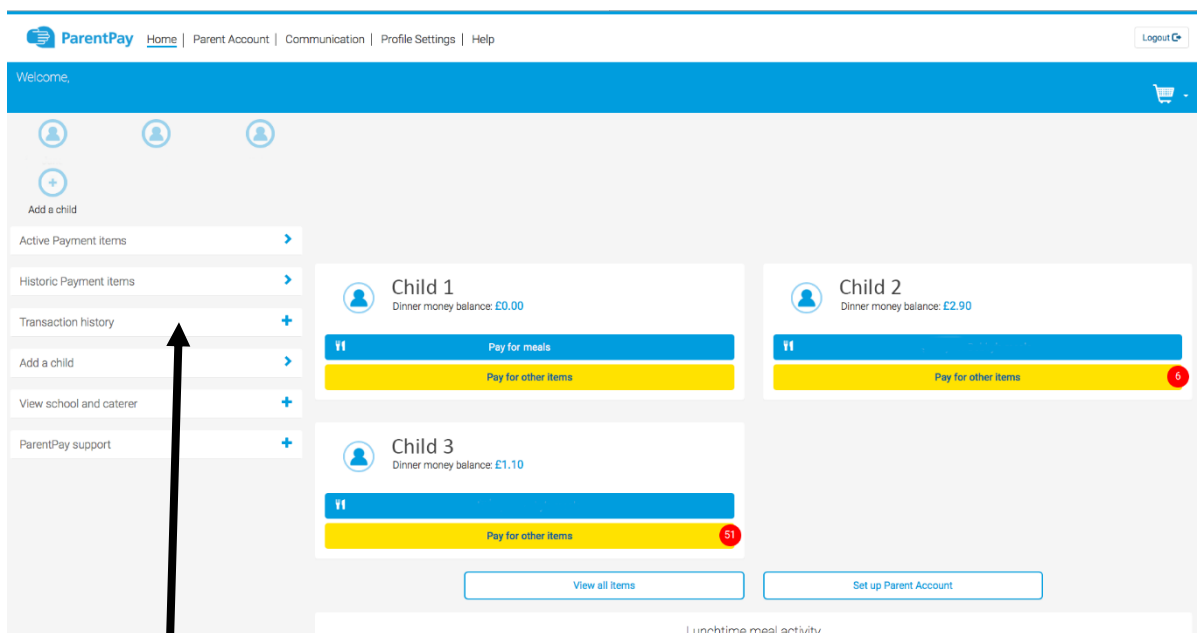 ParentPay Home | Parent Account | Communication | Profile Settings | Help
Logout
Welcome,
Add a child
Active Payment items
Historic Payment items
Transaction history
Add a child
View school and caterer
ParentPay support
Child 1
Dinner money balance: £0.00
Pay for meals
Pay for other items
Child 2
Dinner money balance: £2.90
Pay for other items
6
Child 3
Dinner money balance: £1.10
Pay for other items
51
View all items
Set up Parent Account
Lunchtime meal activity